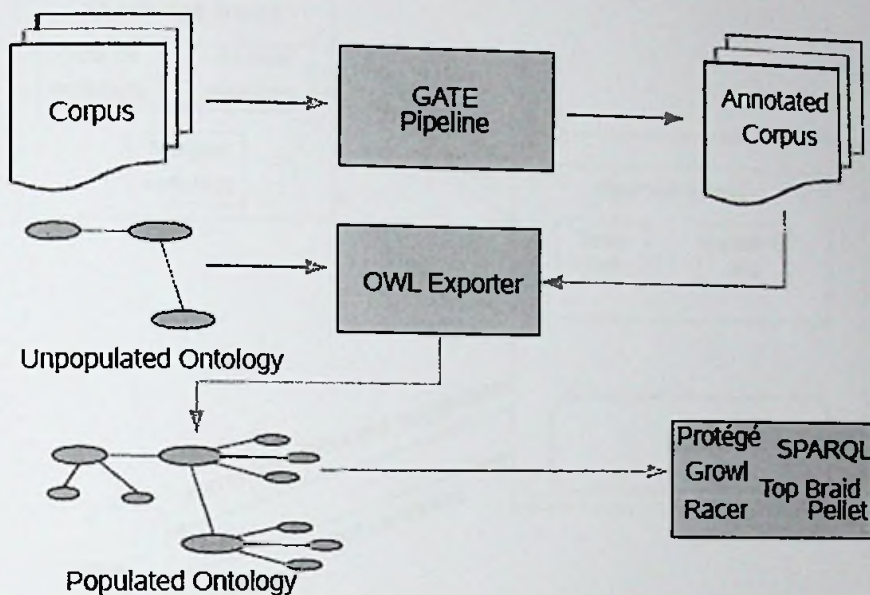 Corpus
GATE
Pipeline
Annotated
Corpus
OWL Exporter
Unpopulated Ontology
Populated Ontology
Protégé
SPARQL
Growl
Top Braid
Racer
Pellet